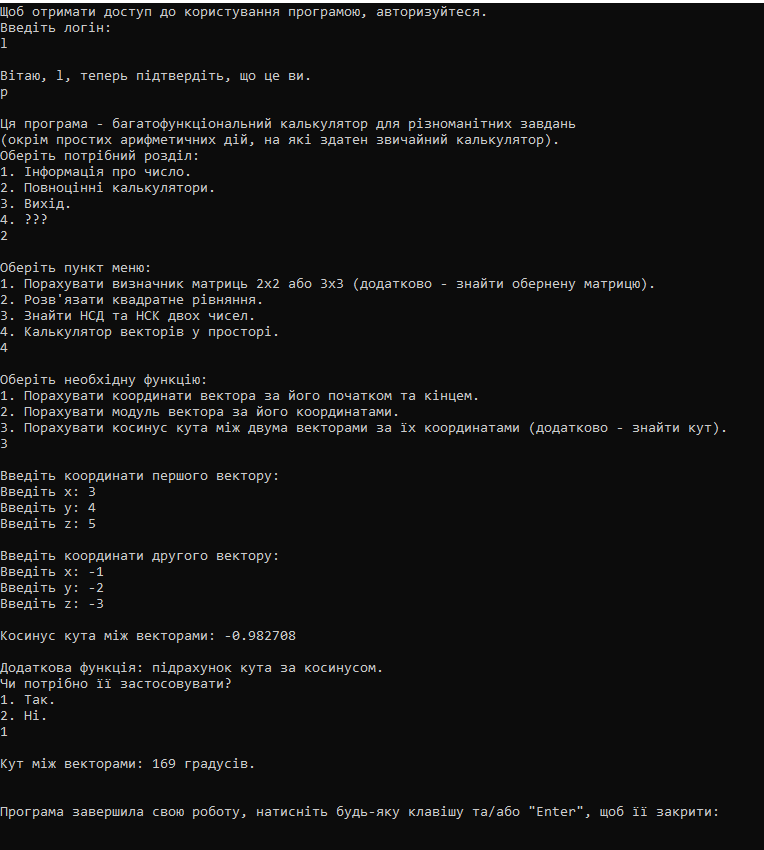 Щоб отримати доступ до користування програмою, авторизуйтеся.
Введіть логін:
l
Вітаю, l, теперь підтвердіть, що це ви.
p
Ця програма - багатофункціональний калькулятор для різноманітних завдань
(окрім простих арифметичних дій, на які здатен звичайний калькулятор).
Оберіть потрібний розділ:
1. Інформація про число.
2. Повноцінні калькулятори.
3. Вихід.
4. ???
2
Оберіть пункт меню:
1. Порахувати визначник матриць 2x2 або 3x3 (додатково - знайти обернену матрицю).
2. Розв'язати квадратне рівняння.
3. Знайти НСД та НСК двох чисел.
4. Калькулятор векторів у просторі.
4
Оберіть необхідну функцію:
1. Порахувати координати вектора за його початком та кінцем.
2. Порахувати модуль вектора за його координатами.
3. Порахувати косинус кута між двума векторами за їх координатами (додатково - знайти кут).
3
Введіть координати першого вектору:
Введіть x: 3
Введіть y: 4
Введіть z: 5
Введіть координати другого вектору:
Введіть x: -1
Введіть y: -2
Введіть z: -3
Косинус кута між векторами: -0.982708
Додаткова функція: підрахунок кута за косинусом.
Чи потрібно її застосовувати?
1. Так.
2. Ні.
1
Кут між векторами: 169 градусів.
Програма завершила свою роботу, натисніть будь-яку клавішу та/або "Enter", щоб її закрити: